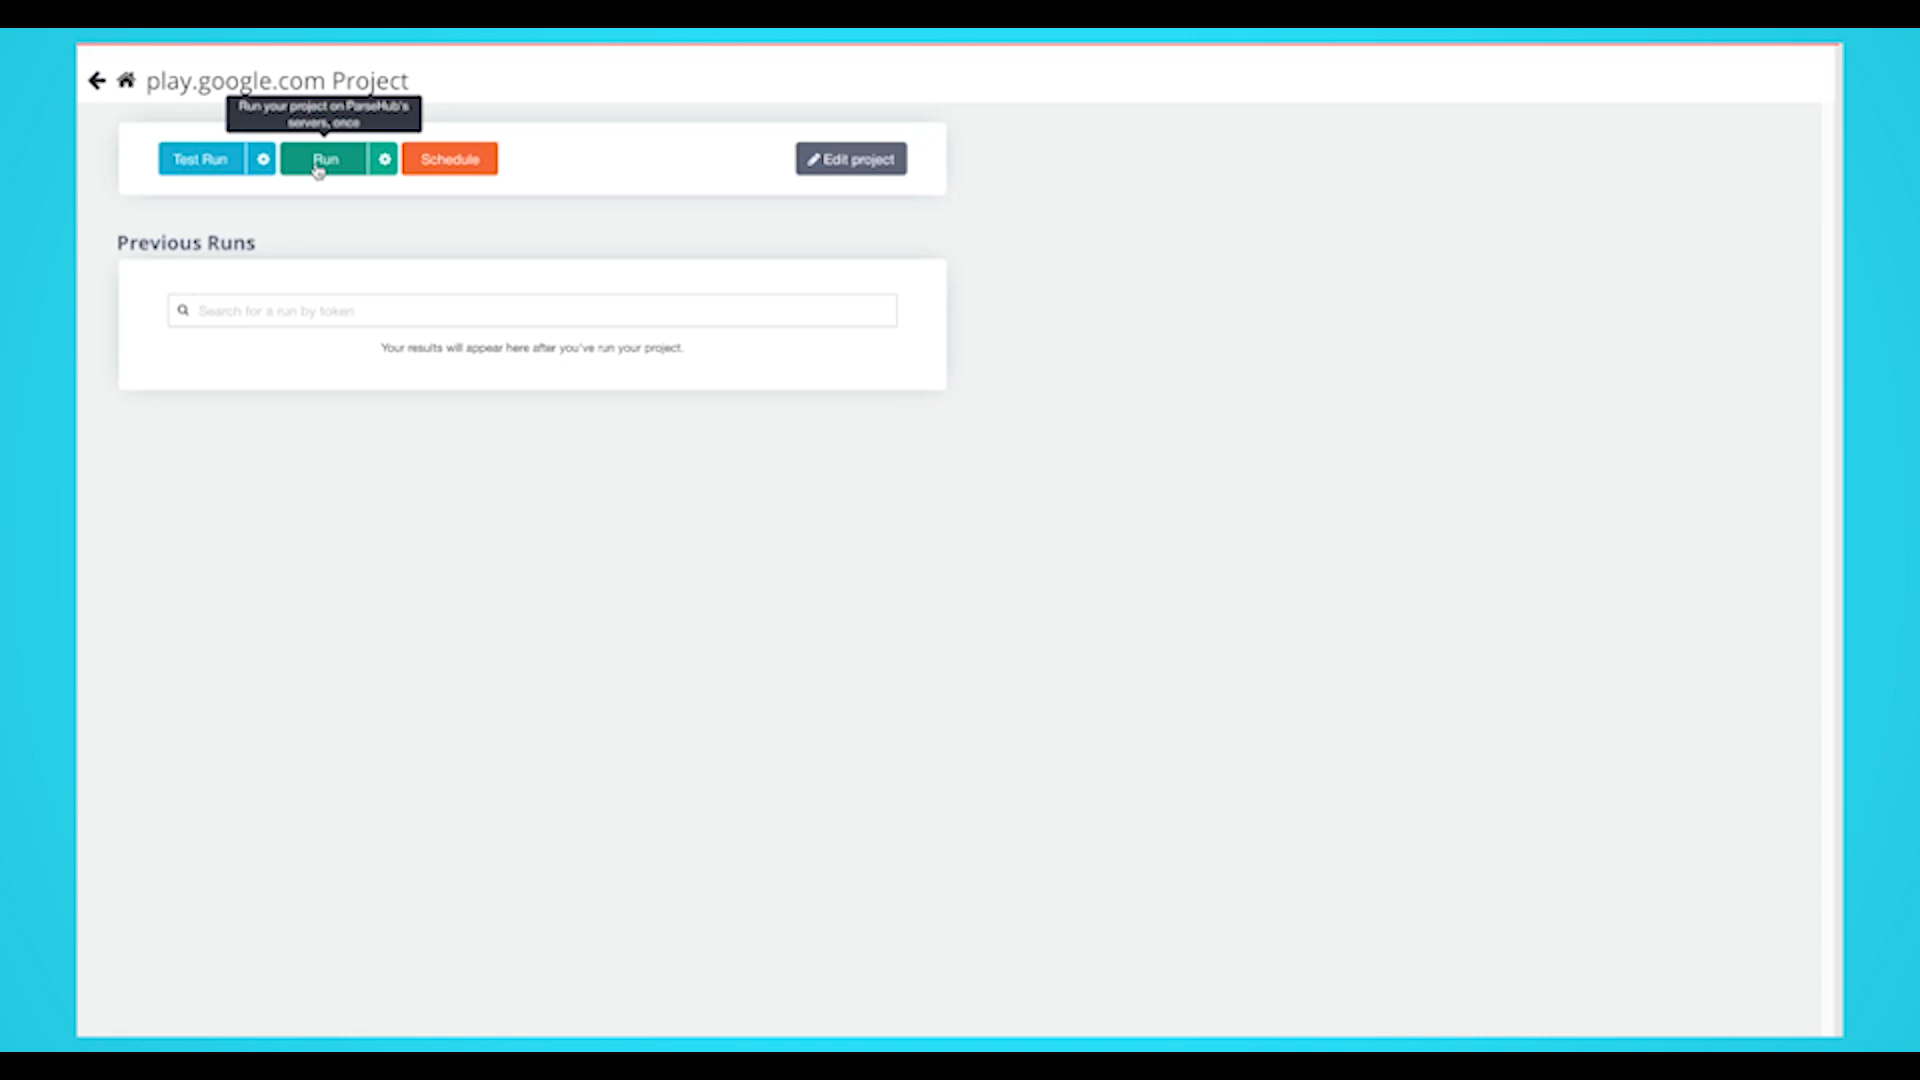 play.google.com Project
Run your project on ParseHub's
servers, once
Test Run
Run
Schedule
Edit project
Previous Runs
Search for a run by token
Your results will appear here after you've run your project.